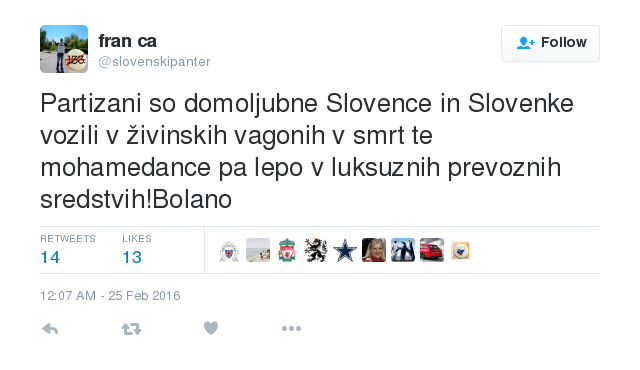 fran ca
@slovenskipanter
Follow
Partizani so domoljubne Slovence in Slovenke
vozili v živinskih vagonih v smrt te
mohamedance pa lepo v luksuznih prevoznih
sredstvih!Bolano
RETWEETS
14
LIKES
13
12:07 AM - 25 Feb 2016